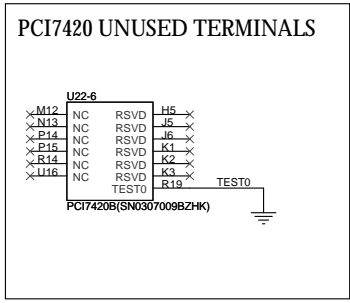 PCI7420 UNUSED TERMINALS
U22-6
M12 NC RSVD H5
N13 NC RSVD J5
P14 NC RSVD J6
P15 NC RSVD K1
R14 NC RSVD K2
U16 NC RSVD K3
TEST0 R19 TEST0
PCI7420B(SN0307009BZHK)